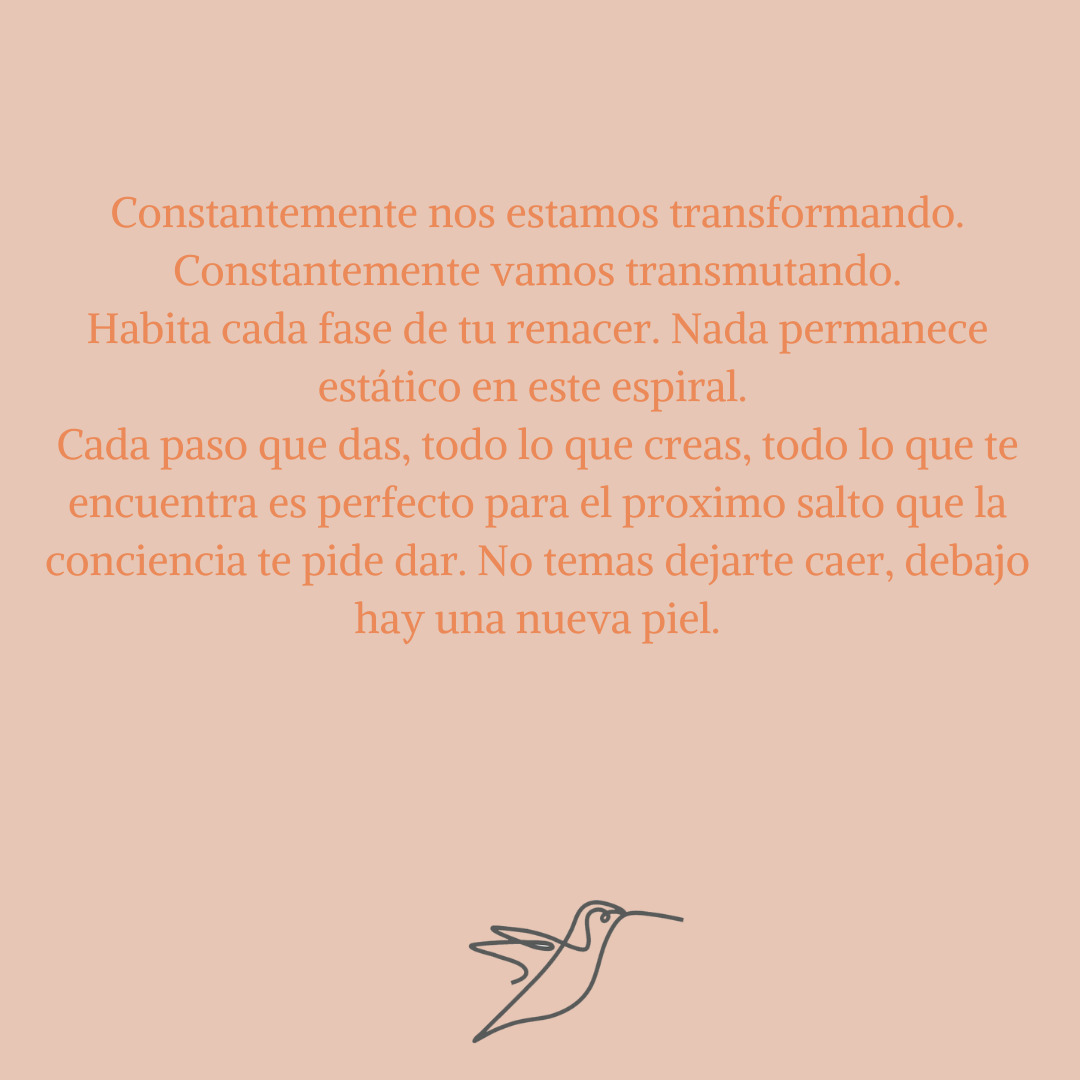 Constantemente nos estamos transformando.
Constantemente vamos transmutando.
Habita cada fase de tu renacer. Nada permanece
estático en este espiral.
Cada paso que das, todo lo que creas, todo lo que te
encuentra es perfecto para el proximo salto que la
conciencia te pide dar. No temas dejarte caer, debajo
hay una nueva piel.